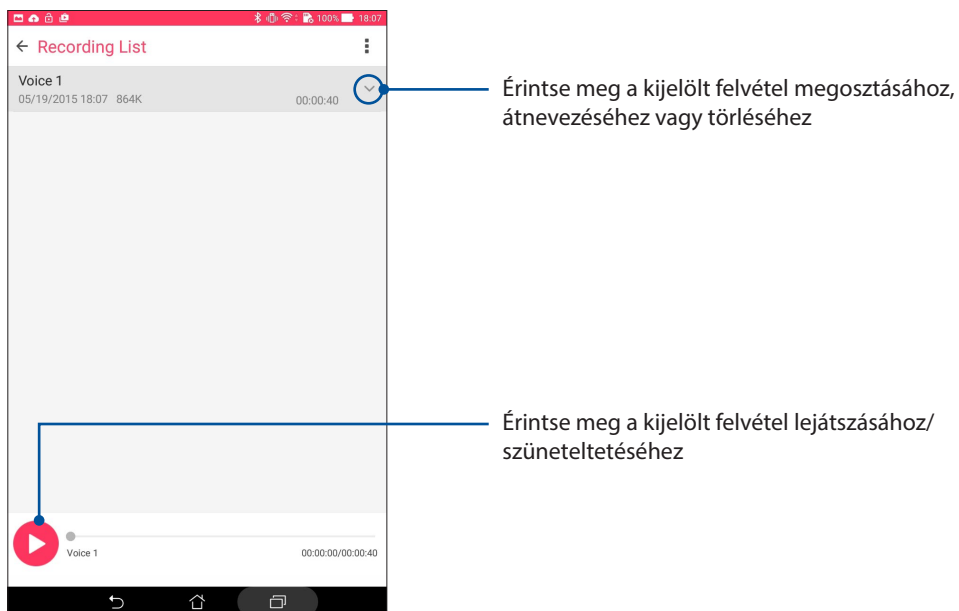 100% 18:07
Recording List
Voice 1
05/19/2015 18:07 864K 00:00:40
Érintse meg a kijelölt felvétel megosztásához,
átnevezéséhez vagy törléséhez
Érintse meg a kijelölt felvétel lejátszásához/
szüneteltetéséhez
Voice 1 00:00:00/00:00:40